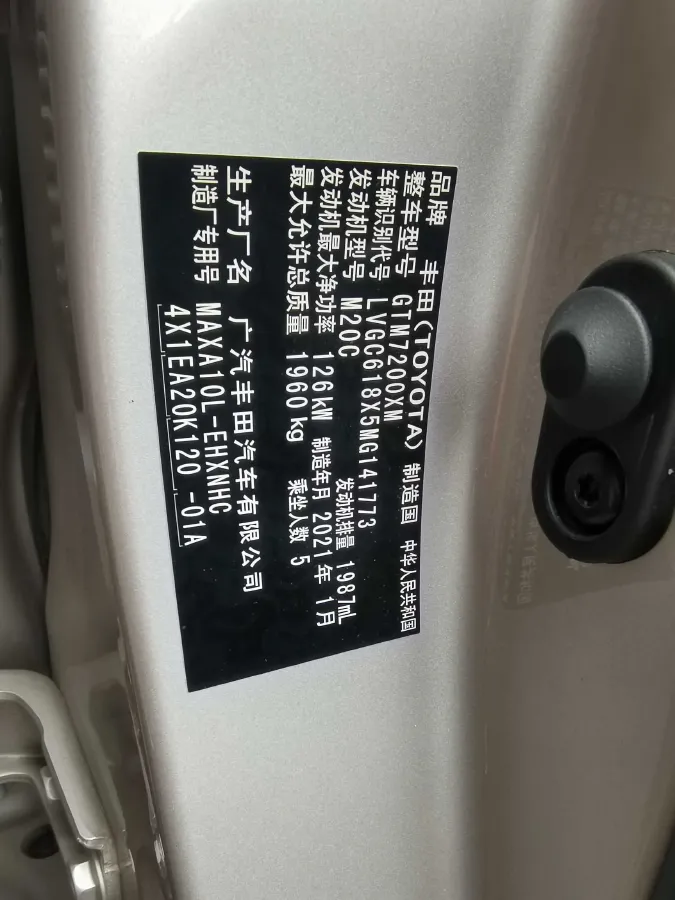 品牌 丰田(TOYOTA) 制造国 中华人民共和国
整车型号 GTM7200XM
车辆识别代号 LVGC618X5MG141773
发动机型号 M20C 发动机排量 1987mL
发动机最大净功率 126kW 制造年月 2021年 1月
最大允许总质量 1960kg 乘坐人数 5
生产厂名 广汽丰田汽车有限公司
制造厂专用号 MAXA10L-EHXNHC
4X1EA20K120 -01A